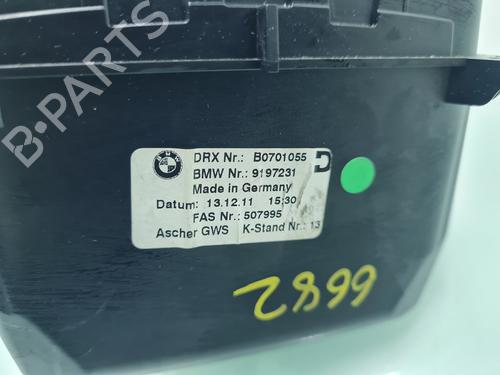 B-PARTS
BMW
DRX Nr.: B0701055
D
BMW Nr.: 9197231
Made in Germany
Datum: 13.12.11 15:30
FAS Nr.: 507995
Ascher GWS K-Stand Nr.: 13
6682